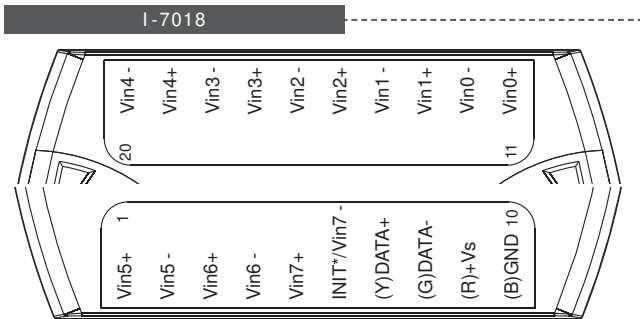 I-7018
Vin4 -
Vin4+
Vin3 -
Vin3+
Vin2 -
Vin2+
Vin1 -
Vin1+
Vin0 -
Vin0+
20
11
1
10
Vin5+
Vin5 -
Vin6+
Vin6 -
Vin7+
INIT*/Vin7 -
(Y)DATA+
(G)DATA-
(R)+Vs
(B)GND